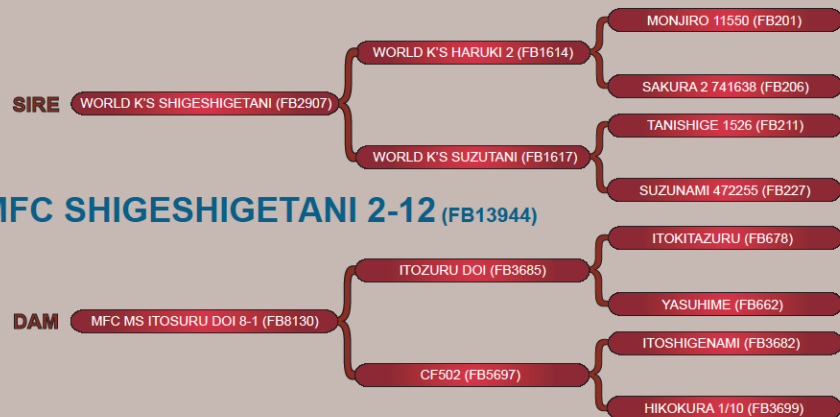 MONJIRO 11550 (FB201)
WORLD K'S HARUKI 2 (FB1614)
SAKURA 2 741638 (FB206)
SIRE WORLD K'S SHIGESHIGETANI (FB2907)
TANISHIGE 1526 (FB211)
WORLD K'S SUZUTANI (FB1617)
SUZUNAMI 472255 (FB227)
MFC SHIGESHIGETANI 2-12 (FB13944)
ITOKITAZURU (FB678)
ITOZURU DOI (FB3685)
YASUHIME (FB662)
DAM MFC MS ITOSURU DOI 8-1 (FB8130)
ITOSHIGENAMI (FB3682)
CF502 (FB5697)
HIKOKURA 1/10 (FB3699)